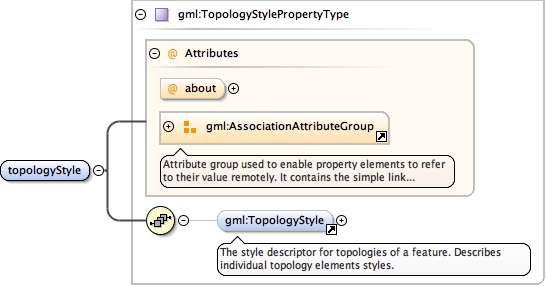 gml:TopologyStylePropertyType
@ Attributes
@ about
gml:AssociationAttributeGroup
Attribute group used to enable property elements to refer
to their value remotely. It contains the simple link...
topologyStyle
gml:TopologyStyle
The style descriptor for topologies of a feature. Describes
individual topology elements styles.